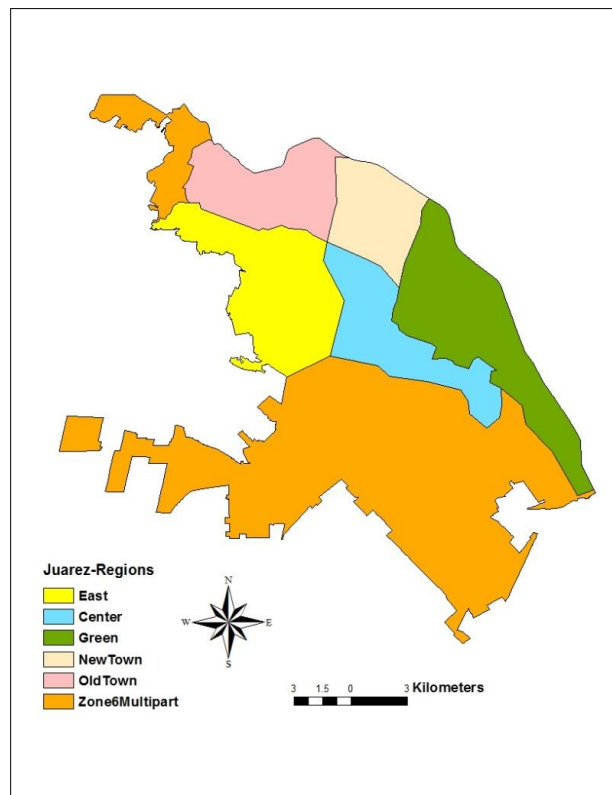 Juarez-Regions
East
Center
Green
NewTown
OldTown
Zone6Multipart
N
W E
S
3 1.5 0 3 Kilometers